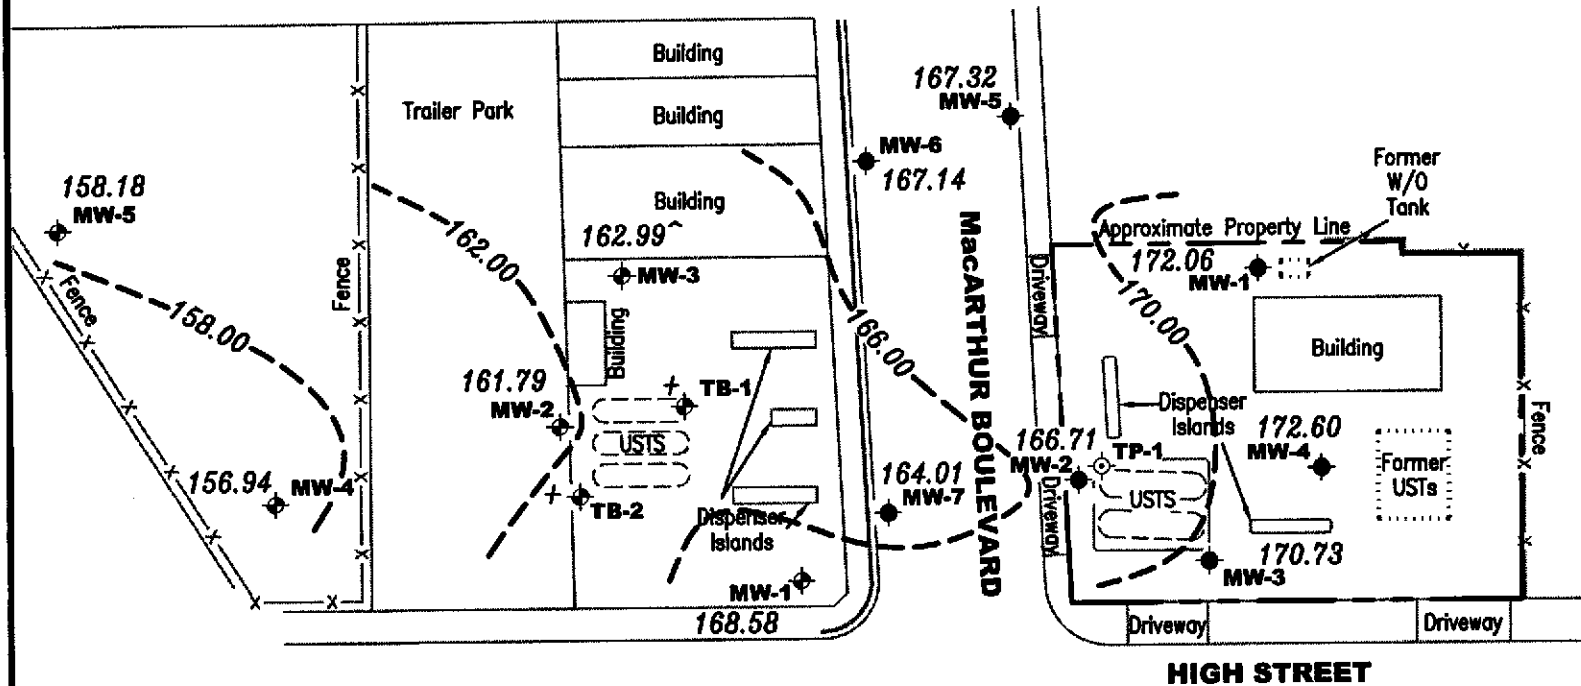 Building
Trailer Park
Building
Building
167.32
MW-5
MW-6
167.14
Former
W/O
Tank
158.18
MW-5
162.00
162.99^
MW-3
Approximate Property Line
172.06
MW-1
Fence
158.00
Fence
Building
166.00
MacARTHUR BOULEVARD
Driveway
170.00
Building
161.79
MW-2
TB-1
USTS
TB-2
Dispenser
Islands
Dispenser
Islands
166.71
MW-2
TP-1
USTS
172.60
MW-4
Former
USTs
Fence
156.94
MW-4
164.01
MW-7
Driveway
170.73
MW-3
MW-1
168.58
Driveway
Driveway
HIGH STREET